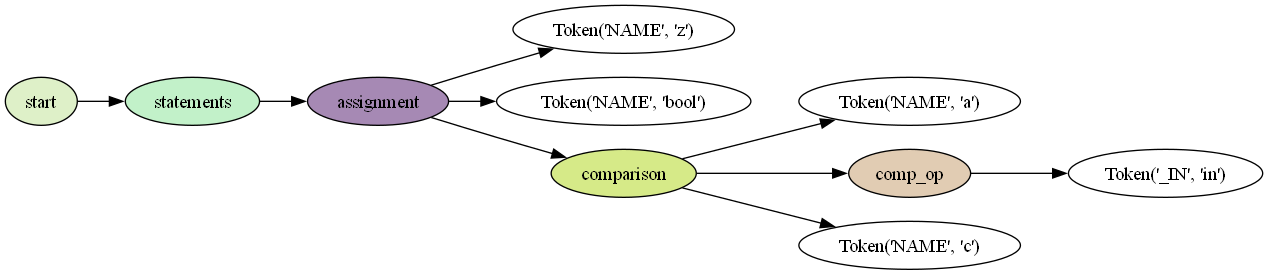 start
statements
assignment
Token('NAME', 'z')
Token('NAME', 'bool')
comparison
Token('NAME', 'a')
comp_op
Token('_IN', 'in')
Token('NAME', 'c')